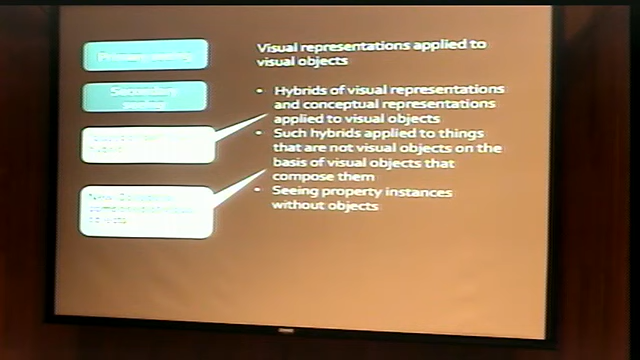 Primary seeing
Visual representations applied to
visual objects
Secondary
seeing
• Hybrids of visual representations
and conceptual representations
applied to visual objects
• Such hybrids applied to things
that are not visual objects on the
basis of visual objects that
compose them
• Seeing property instances
without objects